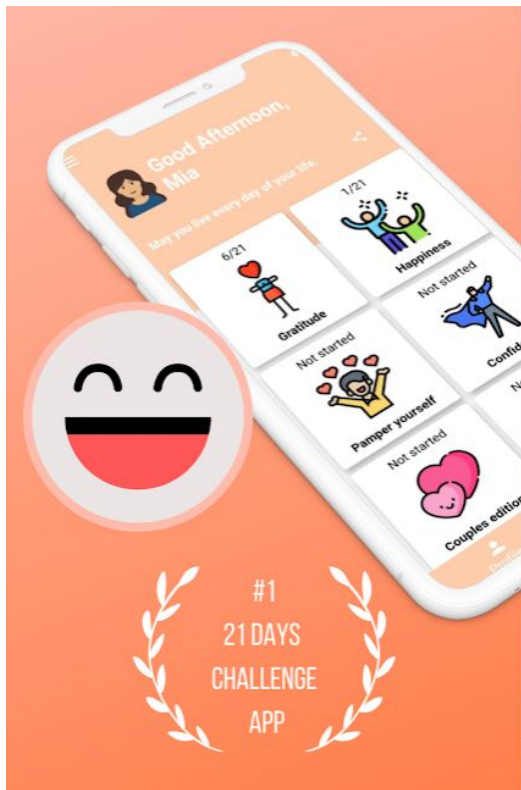 Good Afternoon,
Mia
May you live every day of your life.
6/21
Gratitude
1/21
Happiness
Not started
Pamper yourself
Not started
Not started
Couples edition
#1
21 DAYS
CHALLENGE
APP